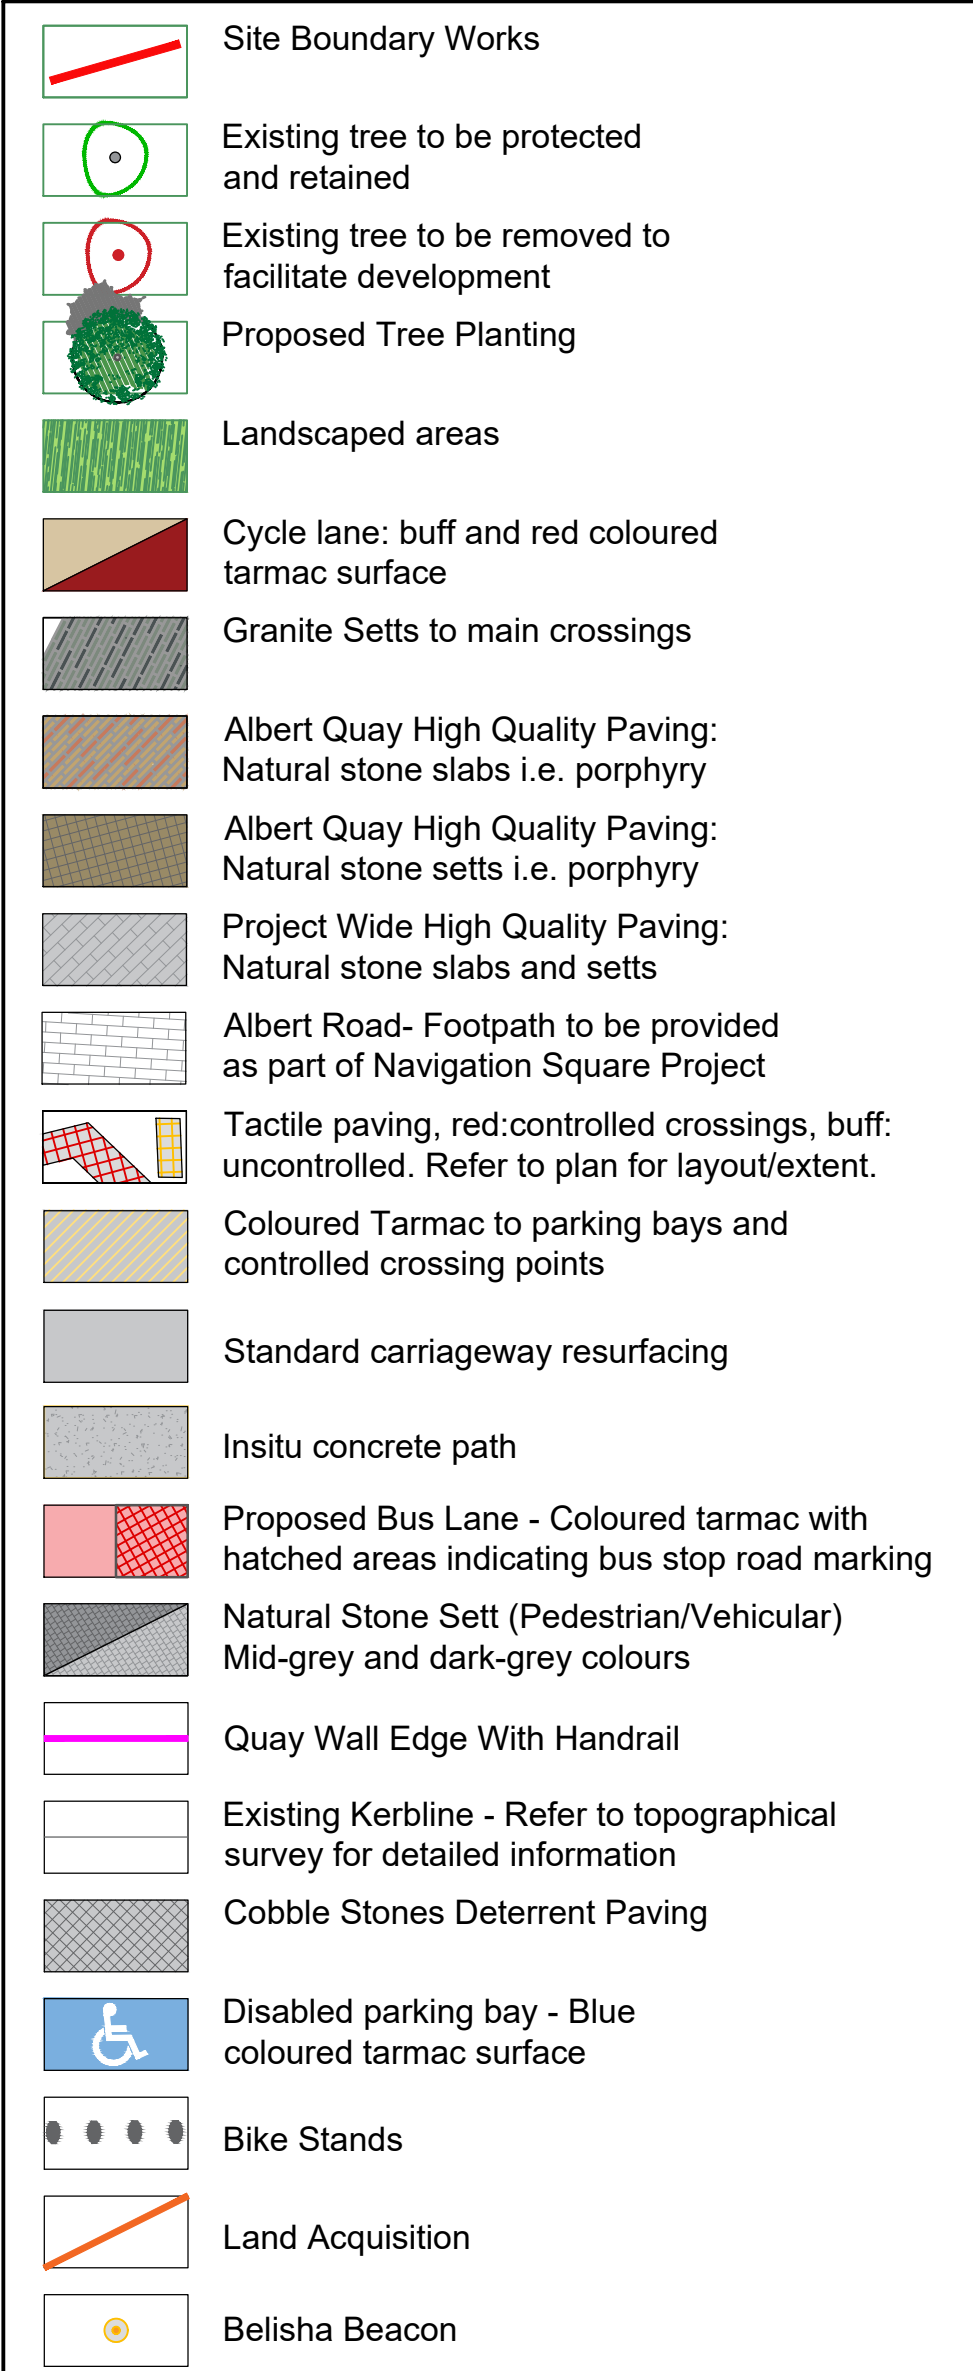 Site Boundary Works
Existing tree to be protected
and retained
Existing tree to be removed to
facilitate development
Proposed Tree Planting
Landscaped areas
Cycle lane: buff and red coloured
tarmac surface
Granite Setts to main crossings
Albert Quay High Quality Paving:
Natural stone slabs i.e. porphyry
Albert Quay High Quality Paving:
Natural stone setts i.e. porphyry
Project Wide High Quality Paving:
Natural stone slabs and setts
Albert Road- Footpath to be provided
as part of Navigation Square Project
Tactile paving, red:controlled crossings, buff:
uncontrolled. Refer to plan for layout/extent.
Coloured Tarmac to parking bays and
controlled crossing points
Standard carriageway resurfacing
Insitu concrete path
Proposed Bus Lane - Coloured tarmac with
hatched areas indicating bus stop road marking
Natural Stone Sett (Pedestrian/Vehicular)
Mid-grey and dark-grey colours
Quay Wall Edge With Handrail
Existing Kerbline - Refer to topographical
survey for detailed information
Cobble Stones Deterrent Paving
Disabled parking bay - Blue
coloured tarmac surface
Bike Stands
Land Acquisition
Belisha Beacon